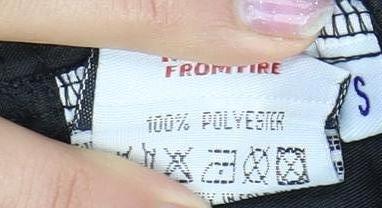 FROM FIRE
100% POLYESTER
S